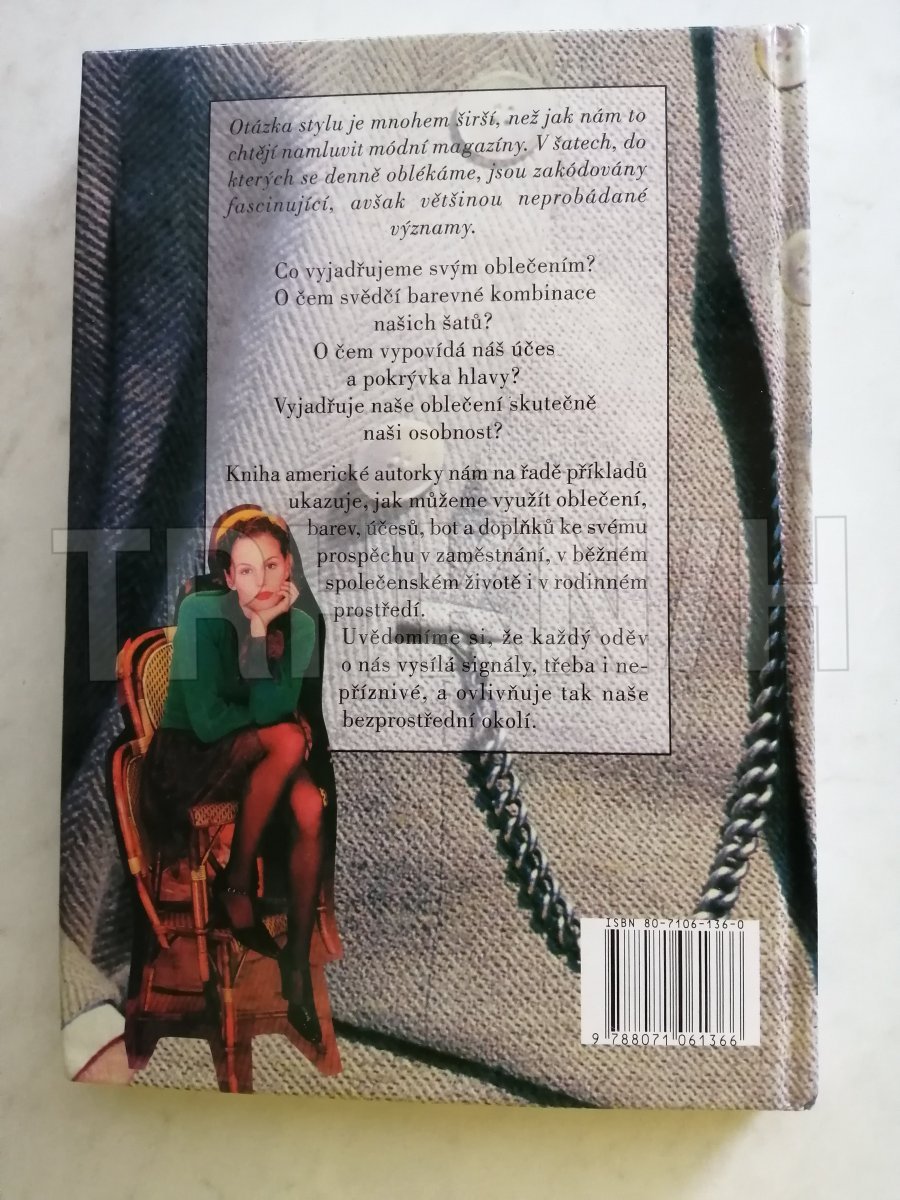 Otázka stylu je mnohem širší, než jak nám to
chtějí namluvit módní magazíny. V šatech, do
kterých se denně oblékáme, jsou zakódovány
fascinující, avšak většinou neprobádané
významy.
Co vyjadřujeme svým oblečením?
O čem svědčí barevné kombinace
našich šatů?
O čem vypovídá náš účes
a pokrývka hlavy?
Vyjadřuje naše oblečení skutečně
naši osobnost?
Kniha americké autorky nám na řadě příkladů
ukazuje, jak můžeme využít oblečení,
barev, účesů, bot a doplňků ke svému
prospěchu v zaměstnání, v běžném
společenském životě i v rodinném
prostředí.
Uvědomíme si, že každý oděv
o nás vysílá signály, třeba i ne-
příznivé, a ovlivňuje tak naše
bezprostřední okolí.
ISBN 80-7106-136-0
9 788071 061366